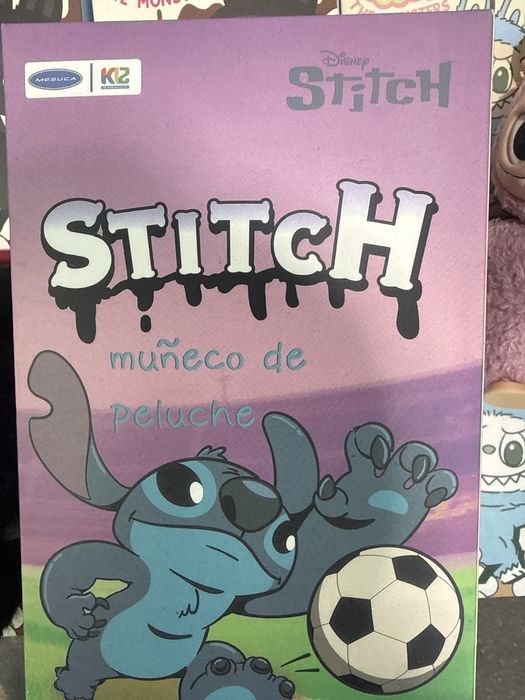 MESUCA
K12
Disney
STITCH
STITCH
muñeco de
peluche